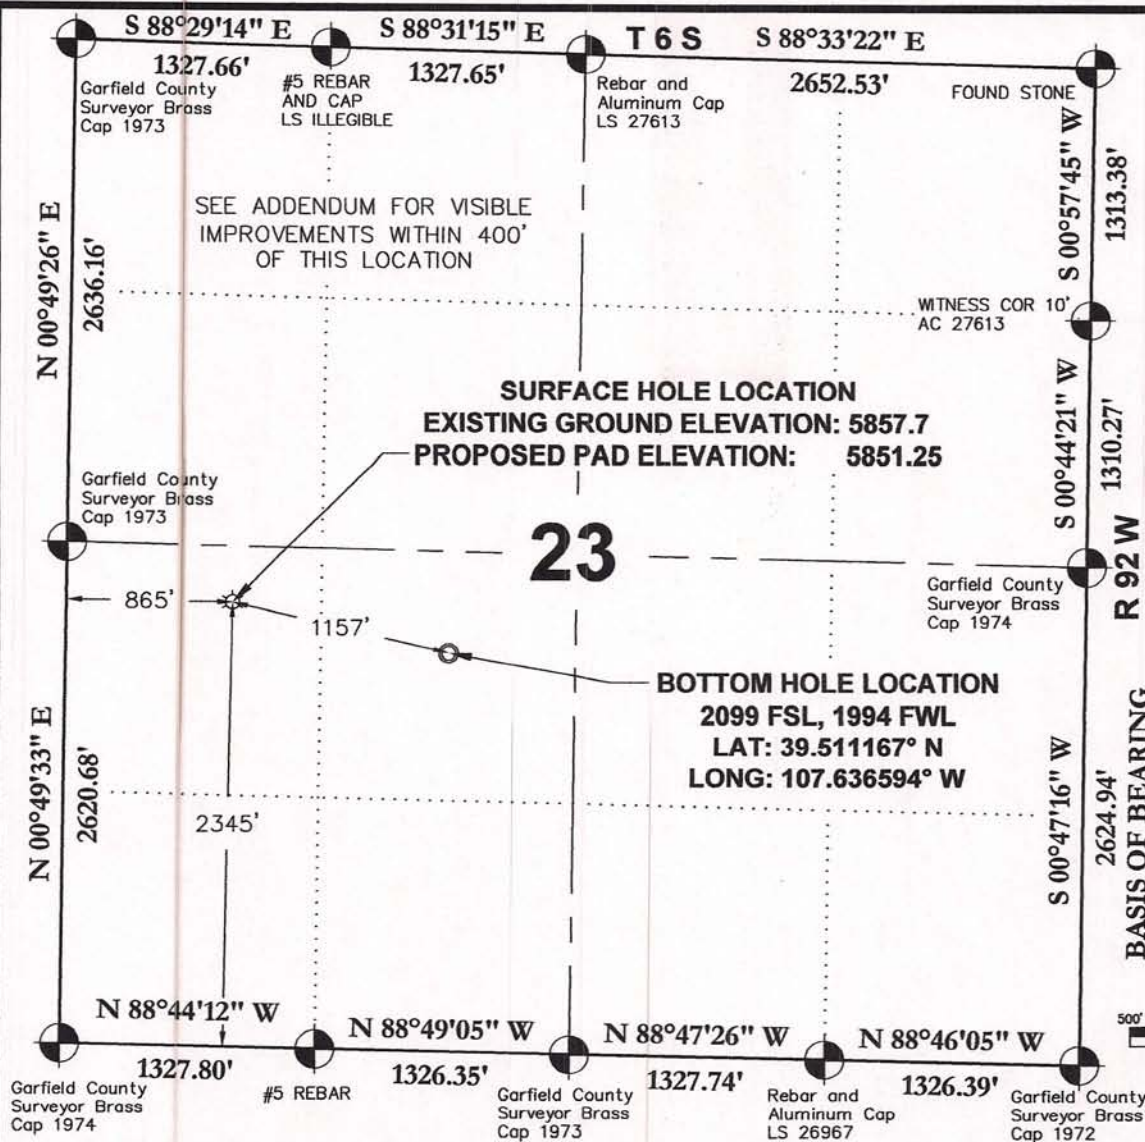 S 88°29'14" E
1327.66'
S 88°31'15" E
1327.65'
T 6 S
S 88°33'22" E
2652.53'
Garfield County
Surveyor Brass
Cap 1973
#5 REBAR
AND CAP
LS ILLEGIBLE
Rebar and
Aluminum Cap
LS 27613
FOUND STONE
S 00°57'45" W
1313.38'
SEE ADDENDUM FOR VISIBLE
IMPROVEMENTS WITHIN 400'
OF THIS LOCATION
N 00°49'26" E
2636.16'
WITNESS COR 10'
AC 27613
SURFACE HOLE LOCATION
EXISTING GROUND ELEVATION: 5857.7
PROPOSED PAD ELEVATION: 5851.25
S 00°44'21" W
1310.27'
Garfield County
Surveyor Brass
Cap 1973
23
R 92 W
Garfield County
Surveyor Brass
Cap 1974
865'
1157'
BOTTOM HOLE LOCATION
2099 FSL, 1994 FWL
LAT: 39.511167° N
LONG: 107.636594° W
N 00°49'33" E
2620.68'
2345'
S 00°47'16" W
2624.94'
BASIS OF BEARING
500'
N 88°44'12" W
1327.80'
N 88°49'05" W
1326.35'
N 88°47'26" W
1327.74'
N 88°46'05" W
1326.39'
Garfield County
Surveyor Brass
Cap 1974
#5 REBAR
Garfield County
Surveyor Brass
Cap 1973
Rebar and
Aluminum Cap
LS 26967
Garfield County
Surveyor Brass
Cap 1972